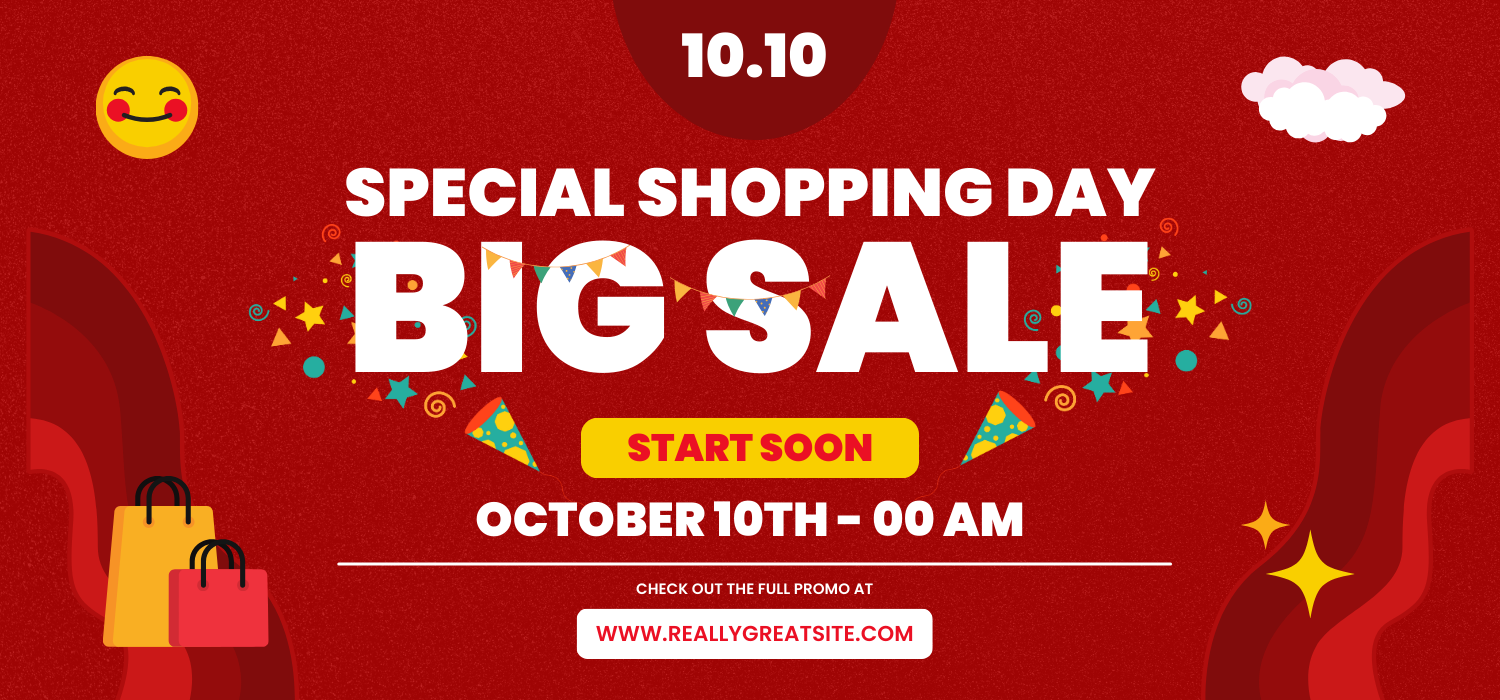 10.10
SPECIAL SHOPPING DAY
BIG SALE
START SOON
OCTOBER 10TH – 00 AM
CHECK OUT THE FULL PROMO AT
WWW.REALLYGREATSITE.COM